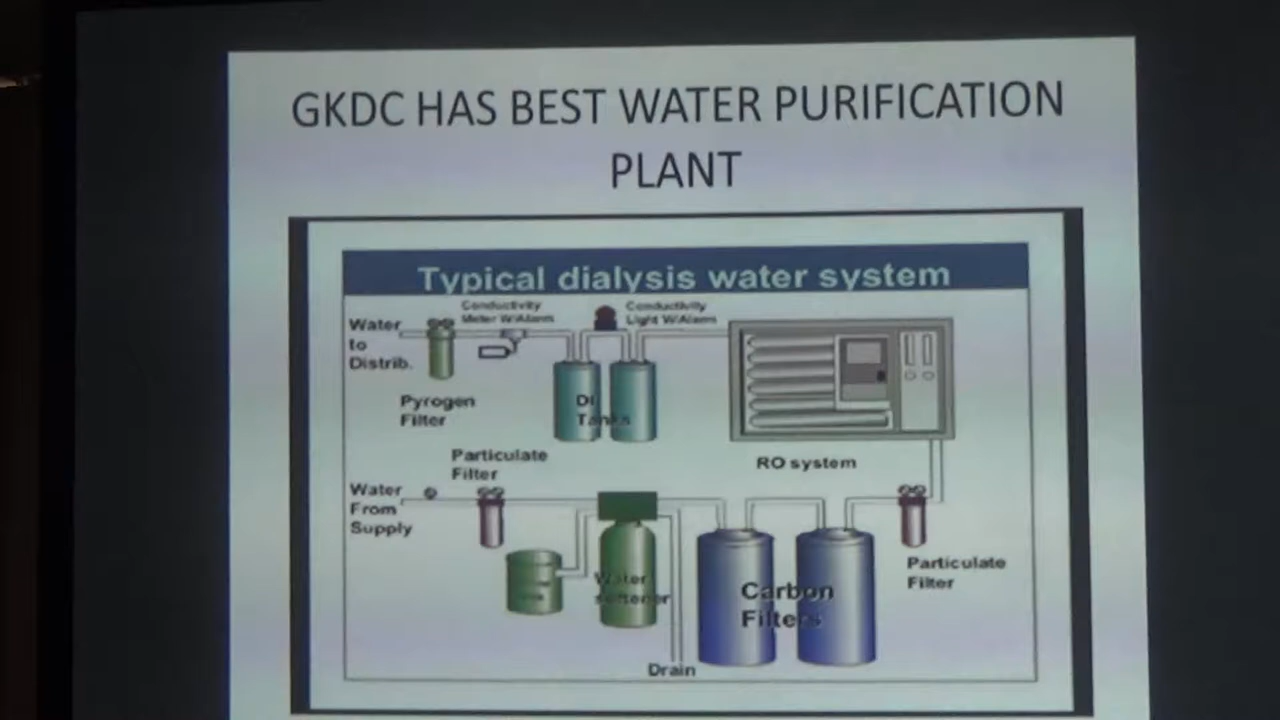 GKDC HAS BEST WATER PURIFICATION
PLANT
Typical dialysis water system
Conductivity
Meter W/Alarm
Conductivity
Light W/Alarm
Water
to
Distrib.
Pyrogen
Filter
DI
Tanks
RO system
Particulate
Filter
Water
From
Supply
Water
softener
Carbon
Filters
Particulate
Filter
Drain